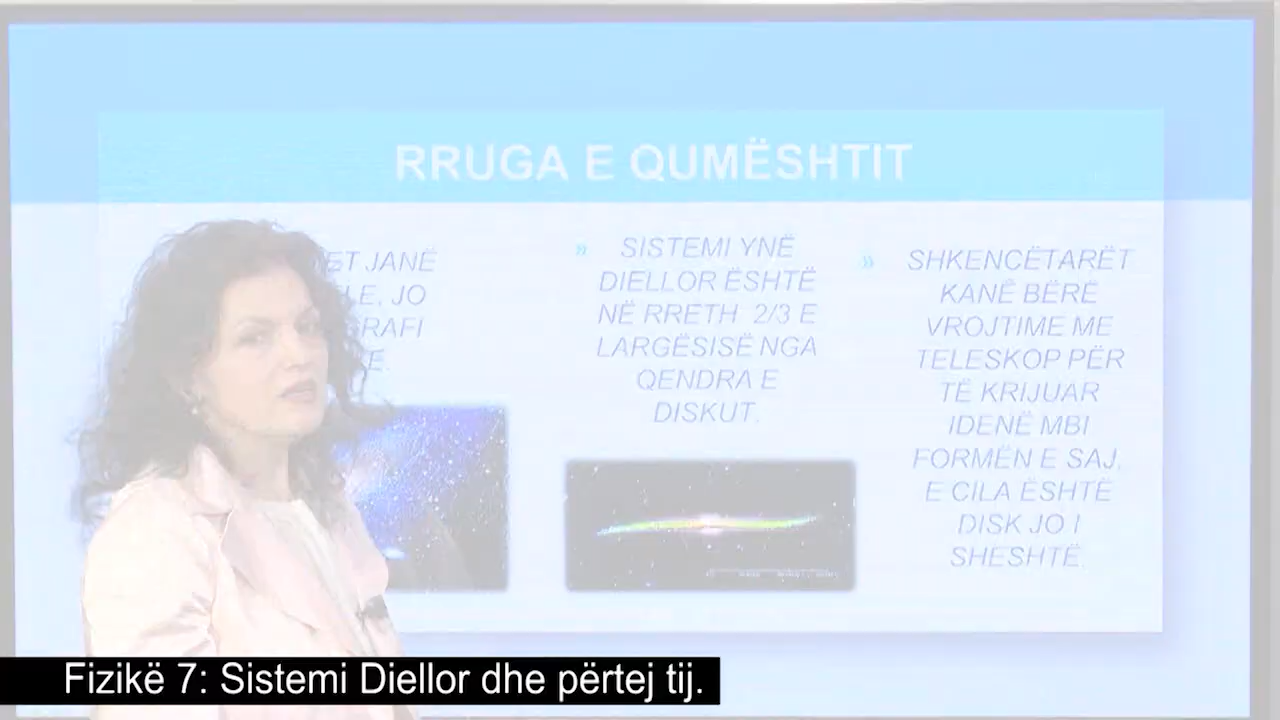 RRUGA E QUMËSHTIT
JANË
JO
» SISTEMI YNË
DIELLOR ËSHTË
NË RRETH 2/3 E
LARGËSISË NGA
QENDRA E
DISKUT.
» SHKENCËTARËT
KANË BËRË
VROJTIME ME
TELESKOP PËR
TË KRIJUAR
IDENË MBI
FORMËN E SAJ,
E CILA ËSHTË
DISK JO I
SHESHTË.
Fizikë 7: Sistemi Diellor dhe përtej tij.